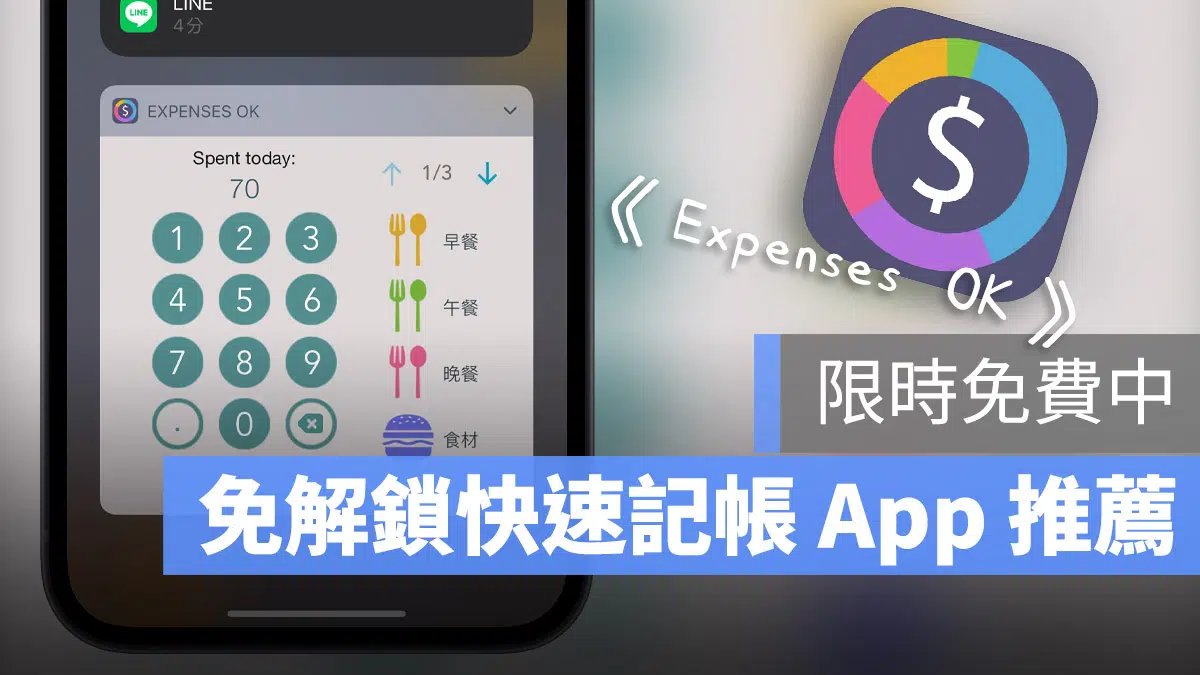 LINE
LINE
4分
$
EXPENSES OK
Spent today:
70
1/3
1 2 3
早餐
4 5 6
午餐
7 8 9
晚餐
. 0
食材
$
《 Expenses OK 》
限時免費中
免解鎖快速記帳 App 推薦